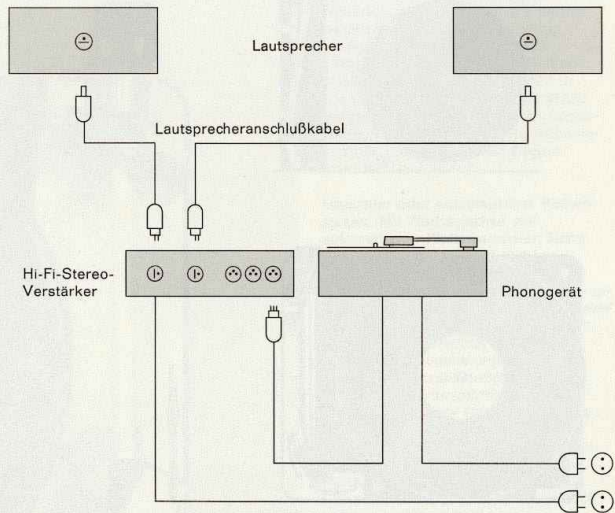 Lautsprecher
Lautsprecheranschlußkabel
Hi-Fi-Stereo-
Verstärker
Phonogerät